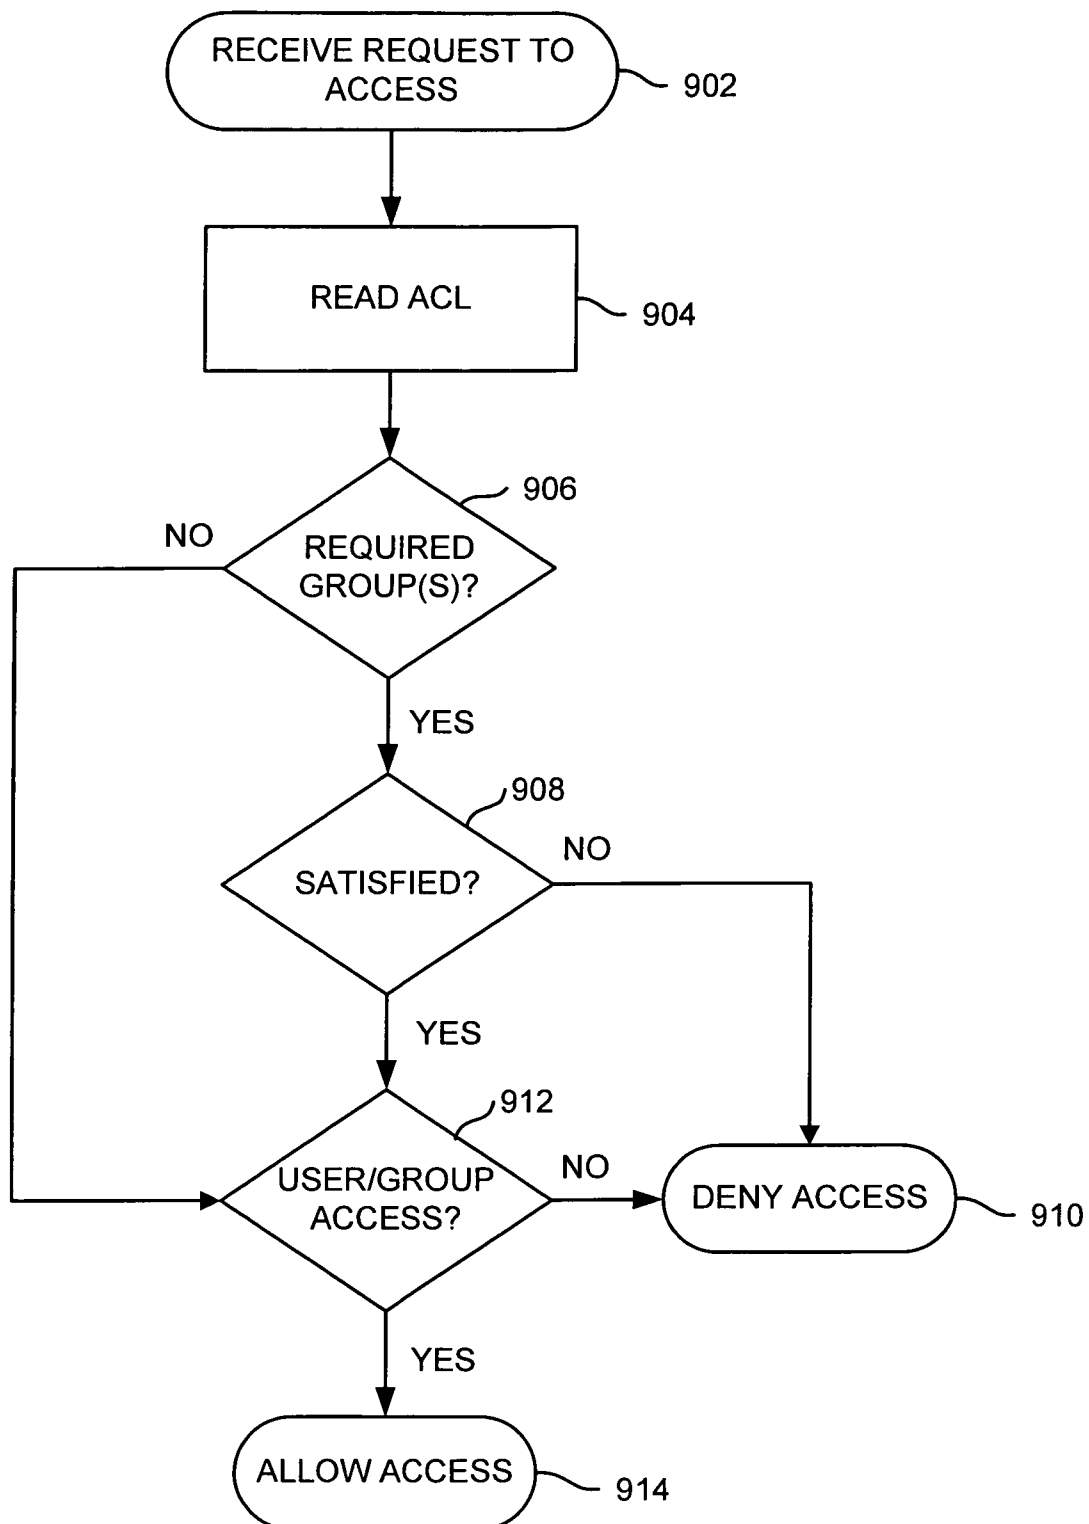 RECEIVE REQUEST TO
ACCESS
902
READ ACL
904
906
NO
REQUIRED
GROUP(S)?
YES
908
NO
SATISFIED?
YES
912
USER/GROUP
ACCESS?
NO
DENY ACCESS
910
YES
ALLOW ACCESS
914